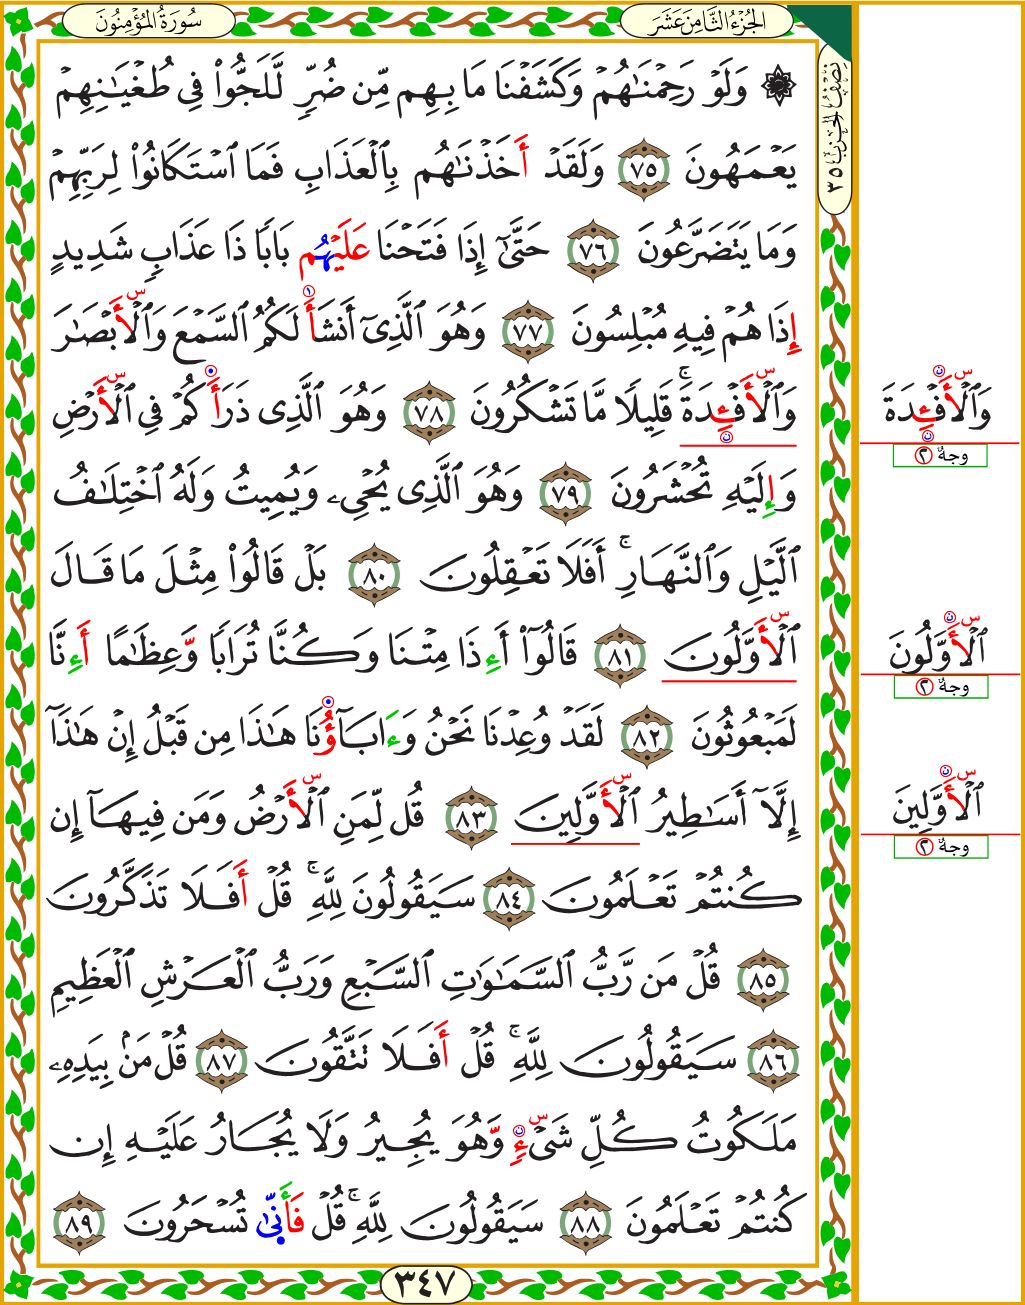 سُورَةُ المُؤْمِنُونَ
الجُزْءُ الثَّامِنَ عَشَرَ
نِصْفُ الحِزْبِ ٣٥
۞ وَلَوْ رَحِمْنَٰهُمْ وَكَشَفْنَا مَا بِهِم مِّن ضُرٍّ لَّلَجُّوا۟ فِى طُغْيَٰنِهِمْ
يَعْمَهُونَ ٧٥ وَلَقَدْ أَخَذْنَٰهُم بِٱلْعَذَابِ فَمَا ٱسْتَكَانُوا۟ لِرَبِّهِمْ
وَمَا يَتَضَرَّعُونَ ٧٦ حَتَّىٰٓ إِذَا فَتَحْنَا عَلَيْهُم بَابًا ذَا عَذَابٍ شَدِيدٍ
إِذَا هُمْ فِيهِ مُبْلِسُونَ ٧٧ وَهُوَ ٱلَّذِىٓ أَنشَأَ لَكُمُ ٱلسَّمْعَ وَٱلْأَبْصَٰرَ
وَٱلْأَفْـِٔدَةَ ۚ قَلِيلًا مَّا تَشْكُرُونَ ٧٨ وَهُوَ ٱلَّذِى ذَرَأَكُمْ فِى ٱلْأَرْضِ
وَإِلَيْهِ تُحْشَرُونَ ٧٩ وَهُوَ ٱلَّذِى يُحْىِۦ وَيُمِيتُ وَلَهُ ٱخْتِلَٰفُ
ٱلَّيْلِ وَٱلنَّهَارِ ۚ أَفَلَا تَعْقِلُونَ ٨٠ بَلْ قَالُوا۟ مِثْلَ مَا قَالَ
ٱلْأَوَّلُونَ ٨١ قَالُوٓا۟ أَءِذَا مِتْنَا وَكُنَّا تُرَابًا وَعِظَٰمًا أَءِنَّا
لَمَبْعُوثُونَ ٨٢ لَقَدْ وُعِدْنَا نَحْنُ وَءَابَآؤُنَا هَٰذَا مِن قَبْلُ إِنْ هَٰذَآ
إِلَّآ أَسَٰطِيرُ ٱلْأَوَّلِينَ ٨٣ قُل لِّمَنِ ٱلْأَرْضُ وَمَن فِيهَآ إِن
كُنتُمْ تَعْلَمُونَ ٨٤ سَيَقُولُونَ لِلَّهِ ۚ قُلْ أَفَلَا تَذَكَّرُونَ
٨٥ قُلْ مَن رَّبُّ ٱلسَّمَٰوَٰتِ ٱلسَّبْعِ وَرَبُّ ٱلْعَرْشِ ٱلْعَظِيمِ
٨٦ سَيَقُولُونَ لِلَّهِ ۚ قُلْ أَفَلَا تَتَّقُونَ ٨٧ قُلْ مَنۢ بِيَدِهِۦ
مَلَكُوتُ كُلِّ شَىْءٍ وَهُوَ يُجِيرُ وَلَا يُجَارُ عَلَيْهِ إِن
كُنتُمْ تَعْلَمُونَ ٨٨ سَيَقُولُونَ لِلَّهِ ۚ قُلْ فَأَنَّىٰ تُسْحَرُونَ ٨٩
٣٤٧
وَٱلْأَفْـِٔدَةَ
وجهٌ ٢
ٱلْأَوَّلُونَ
وجهٌ ٢
ٱلْأَوَّلِينَ
وجهٌ ٢